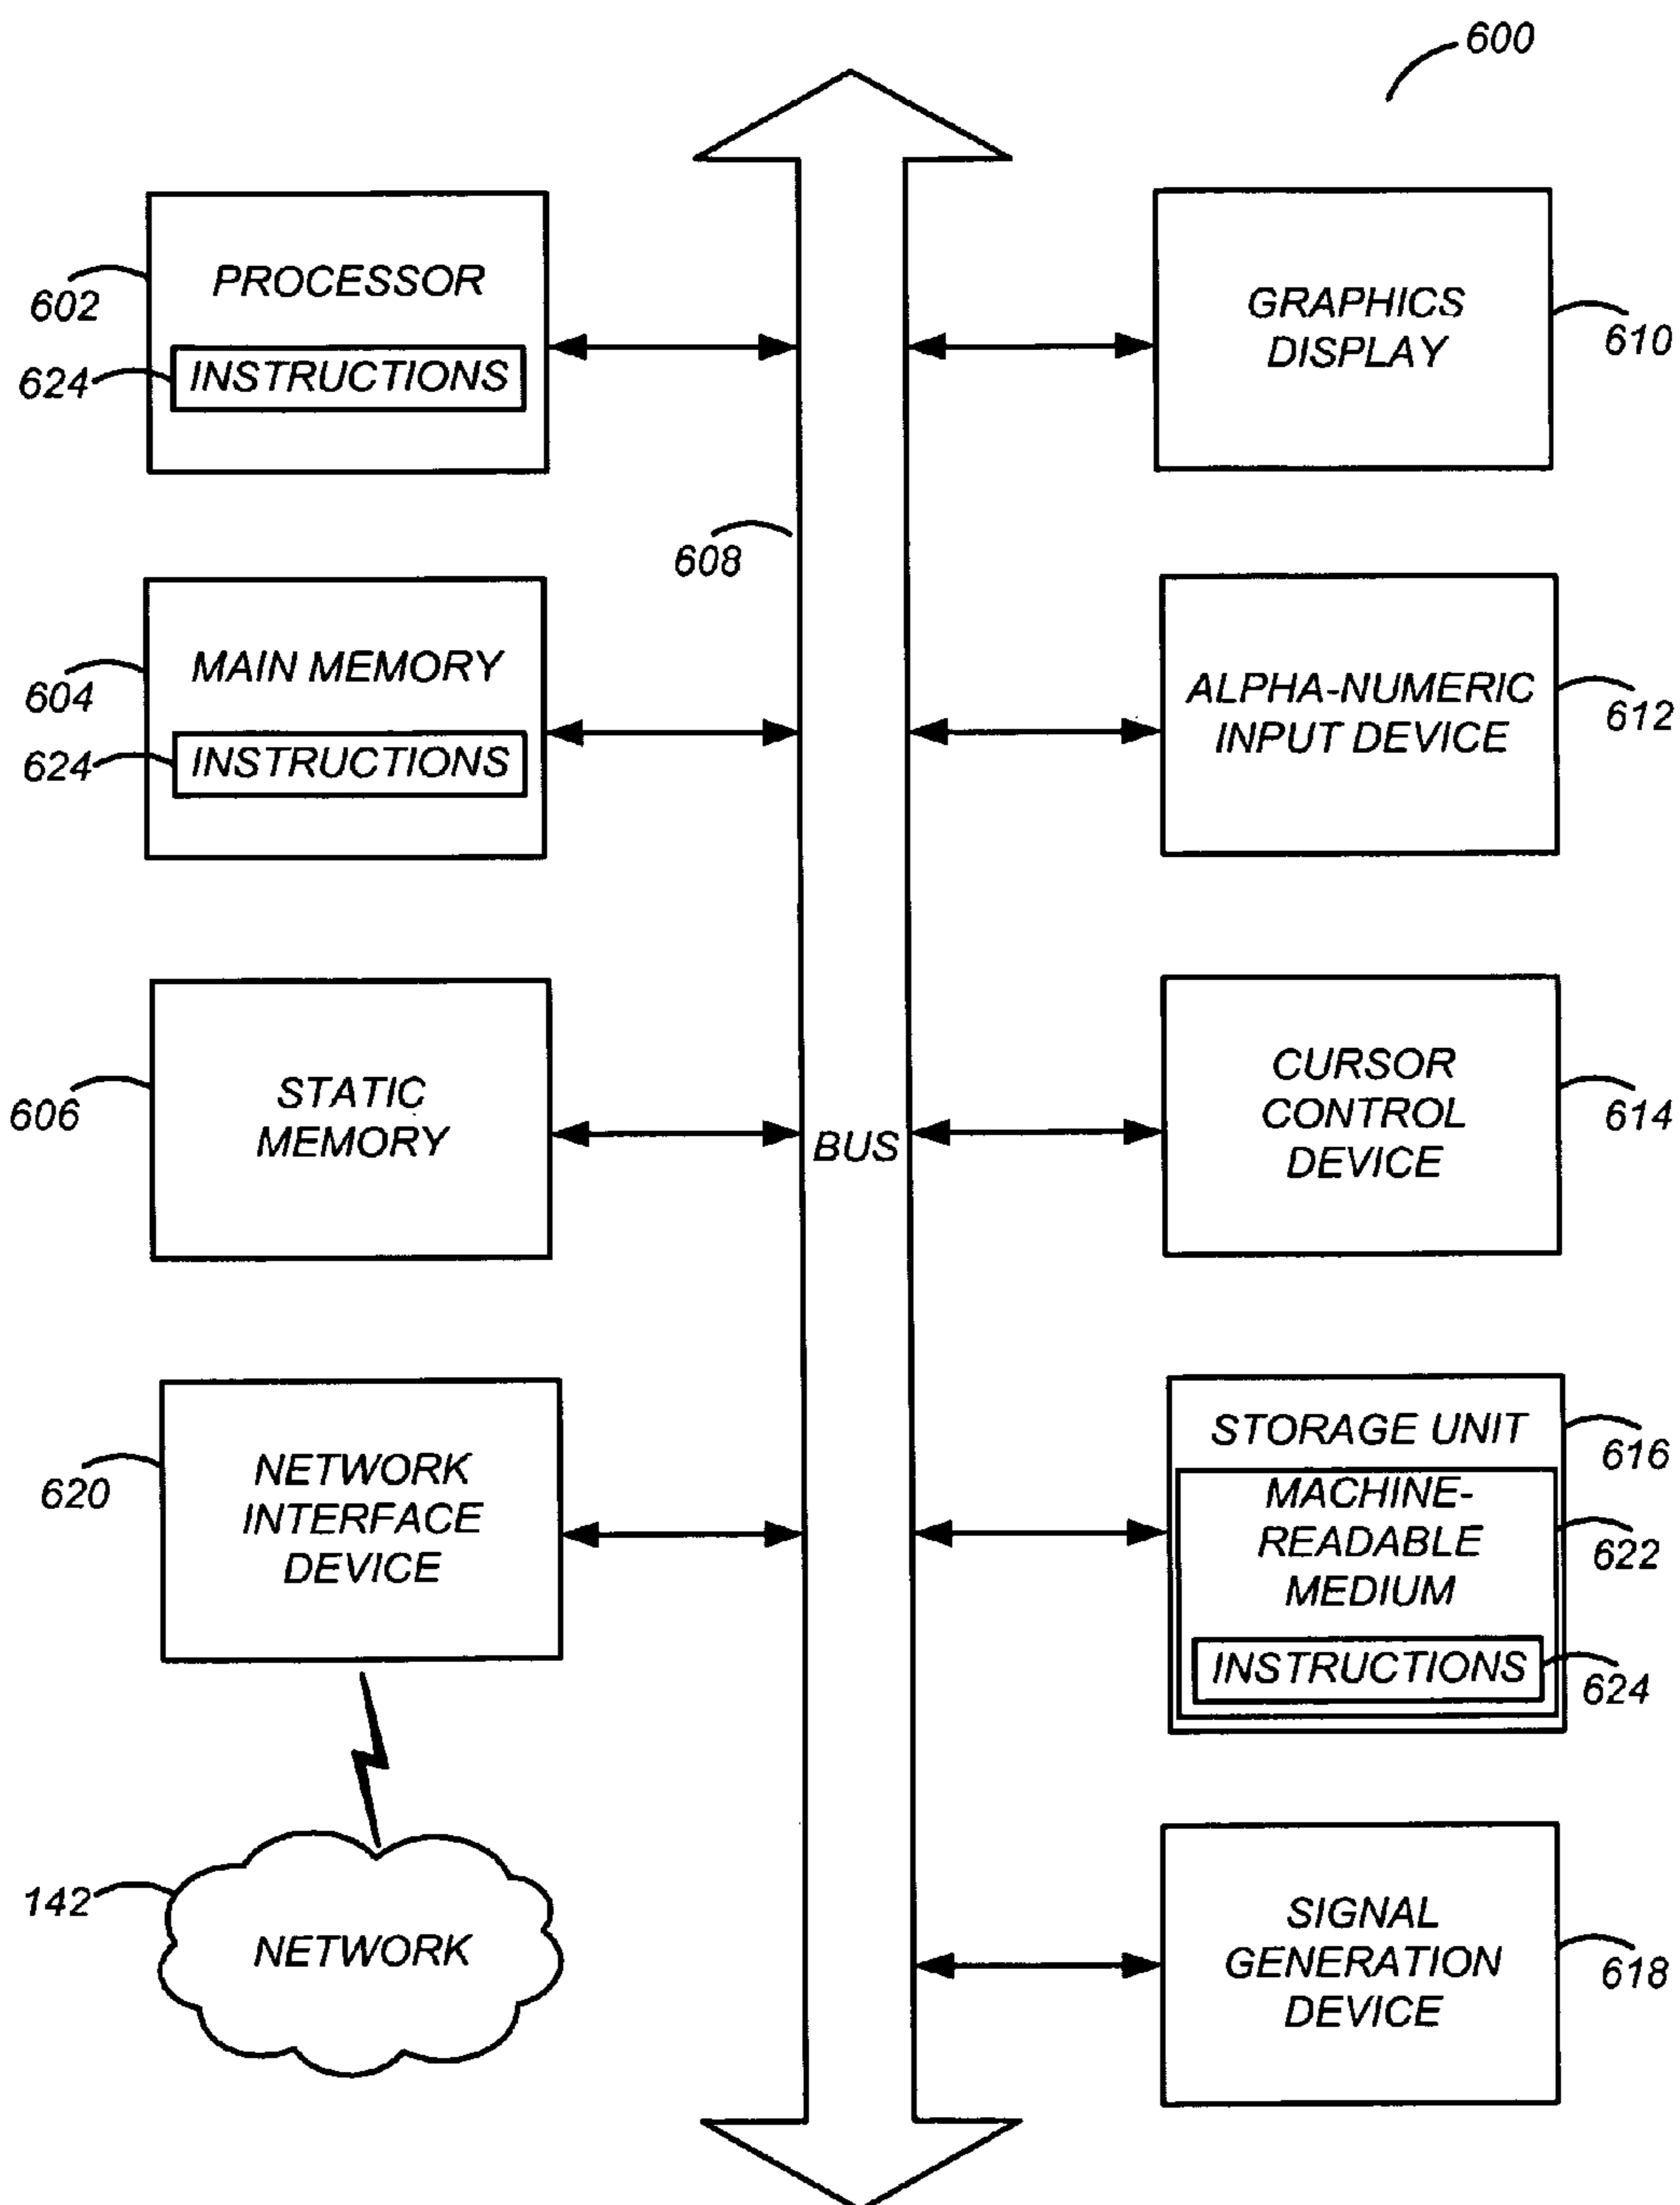 600
PROCESSOR
602
INSTRUCTIONS
624
GRAPHICS
DISPLAY
610
608
MAIN MEMORY
604
INSTRUCTIONS
624
ALPHA-NUMERIC
INPUT DEVICE
612
STATIC
MEMORY
606
BUS
CURSOR
CONTROL
DEVICE
614
NETWORK
INTERFACE
DEVICE
620
STORAGE UNIT
616
MACHINE-
READABLE
MEDIUM
622
INSTRUCTIONS
624
142
NETWORK
SIGNAL
GENERATION
DEVICE
618